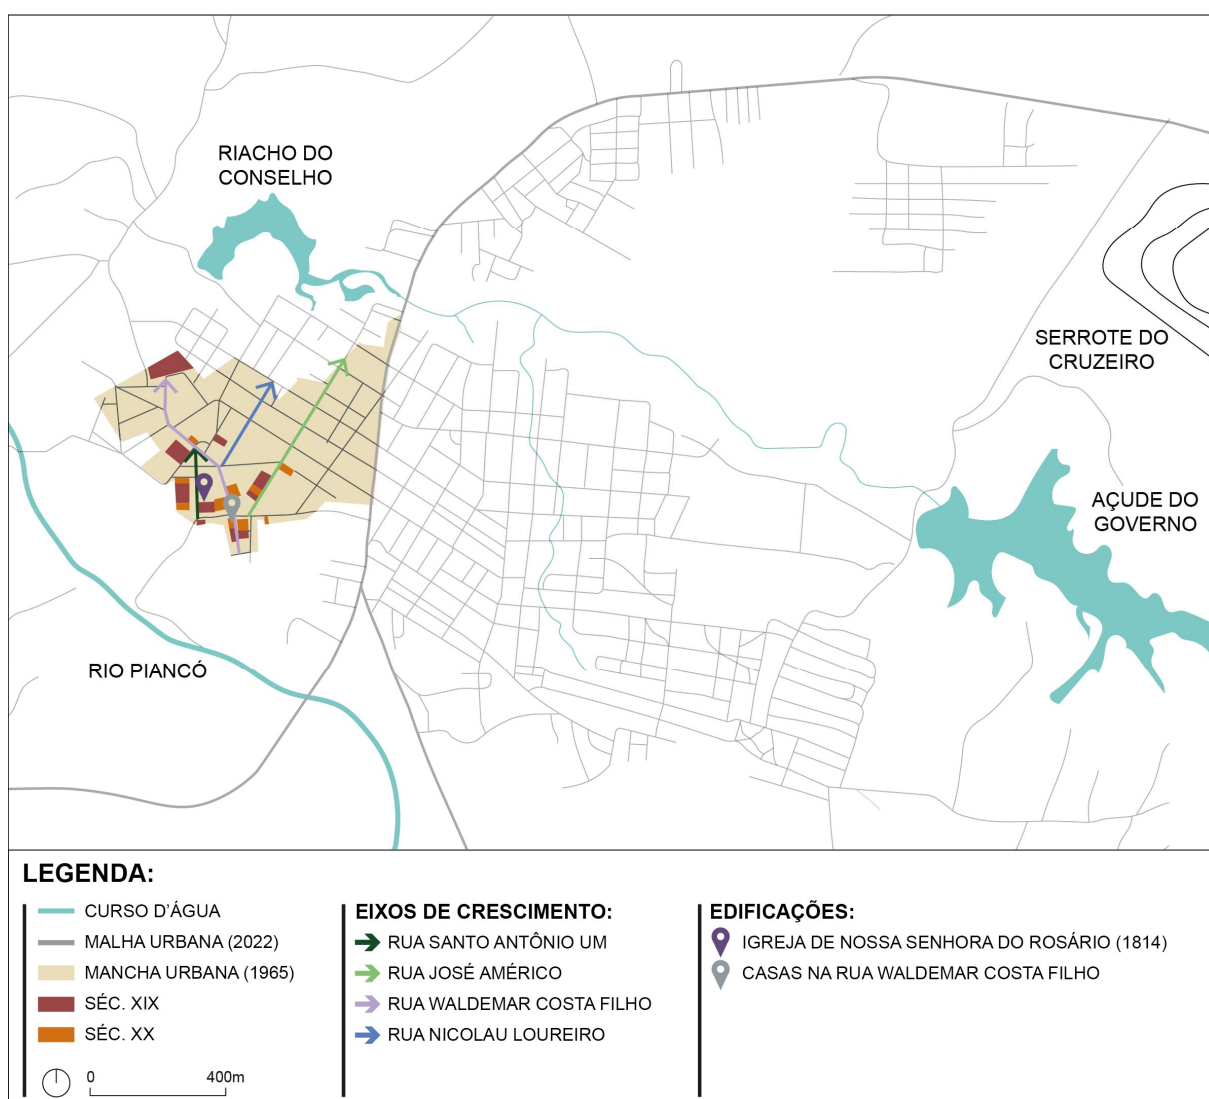 RIACHO DO
CONSELHO
SERROTE DO
CRUZEIRO
AÇUDE DO
GOVERNO
RIO PIANCÓ
LEGENDA:
CURSO D'ÁGUA
MALHA URBANA (2022)
MANCHA URBANA (1965)
SÉC. XIX
SÉC. XX
0 400m
EIXOS DE CRESCIMENTO:
RUA SANTO ANTÔNIO UM
RUA JOSÉ AMÉRICO
RUA WALDEMAR COSTA FILHO
RUA NICOLAU LOUREIRO
EDIFICAÇÕES:
IGREJA DE NOSSA SENHORA DO ROSÁRIO (1814)
CASAS NA RUA WALDEMAR COSTA FILHO